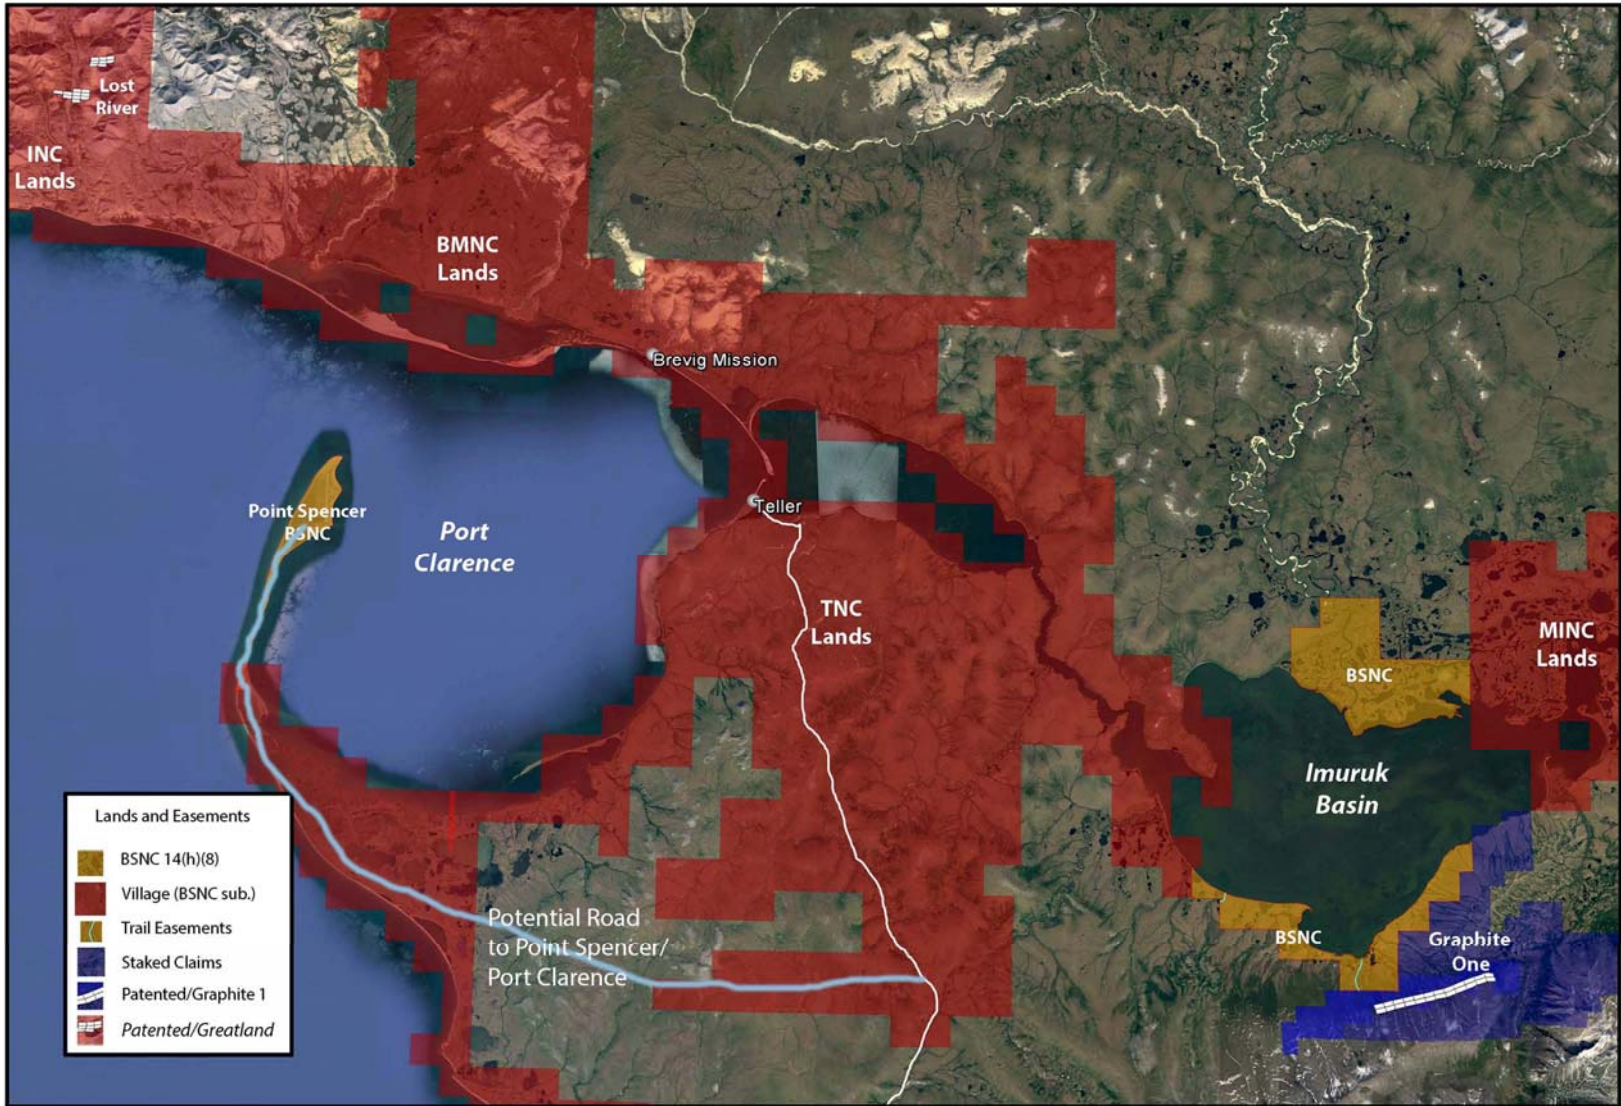 Lost
River
INC
Lands
BMNC
Lands
Brevig Mission
Point Spencer
BSNC
Port
Clarence
Teller
TNC
Lands
MINC
Lands
BSNC
Imuruk
Basin
Lands and Easements
BSNC 14(h)(8)
Village (BSNC sub.)
Trail Easements
Staked Claims
Patented/Graphite 1
Patented/Greatland
Potential Road
to Point Spencer/
Port Clarence
BSNC
Graphite
One